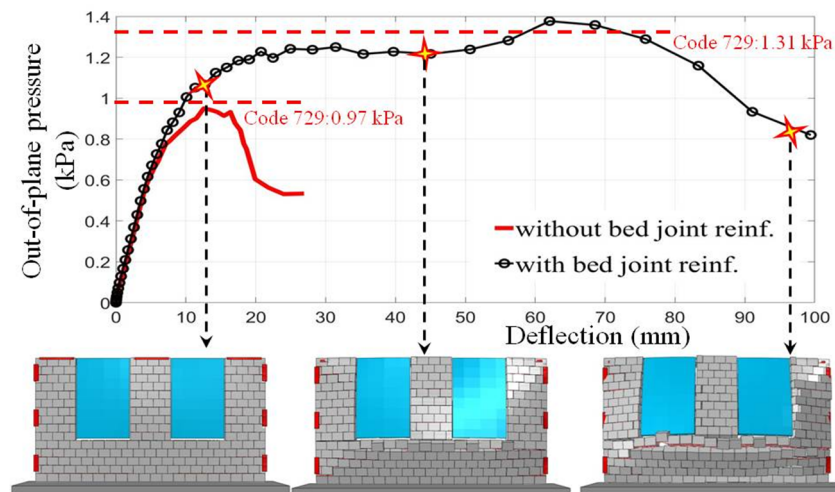 Out-of-plane pressure
(kPa)
1.4
1.2
1
0.8
0.6
0.4
0.2
0
Code 729:1.31 kPa
Code 729:0.97 kPa
without bed joint reinf.
with bed joint reinf.
0 10 20 30 40 50 60 70 80 90 100
Deflection (mm)